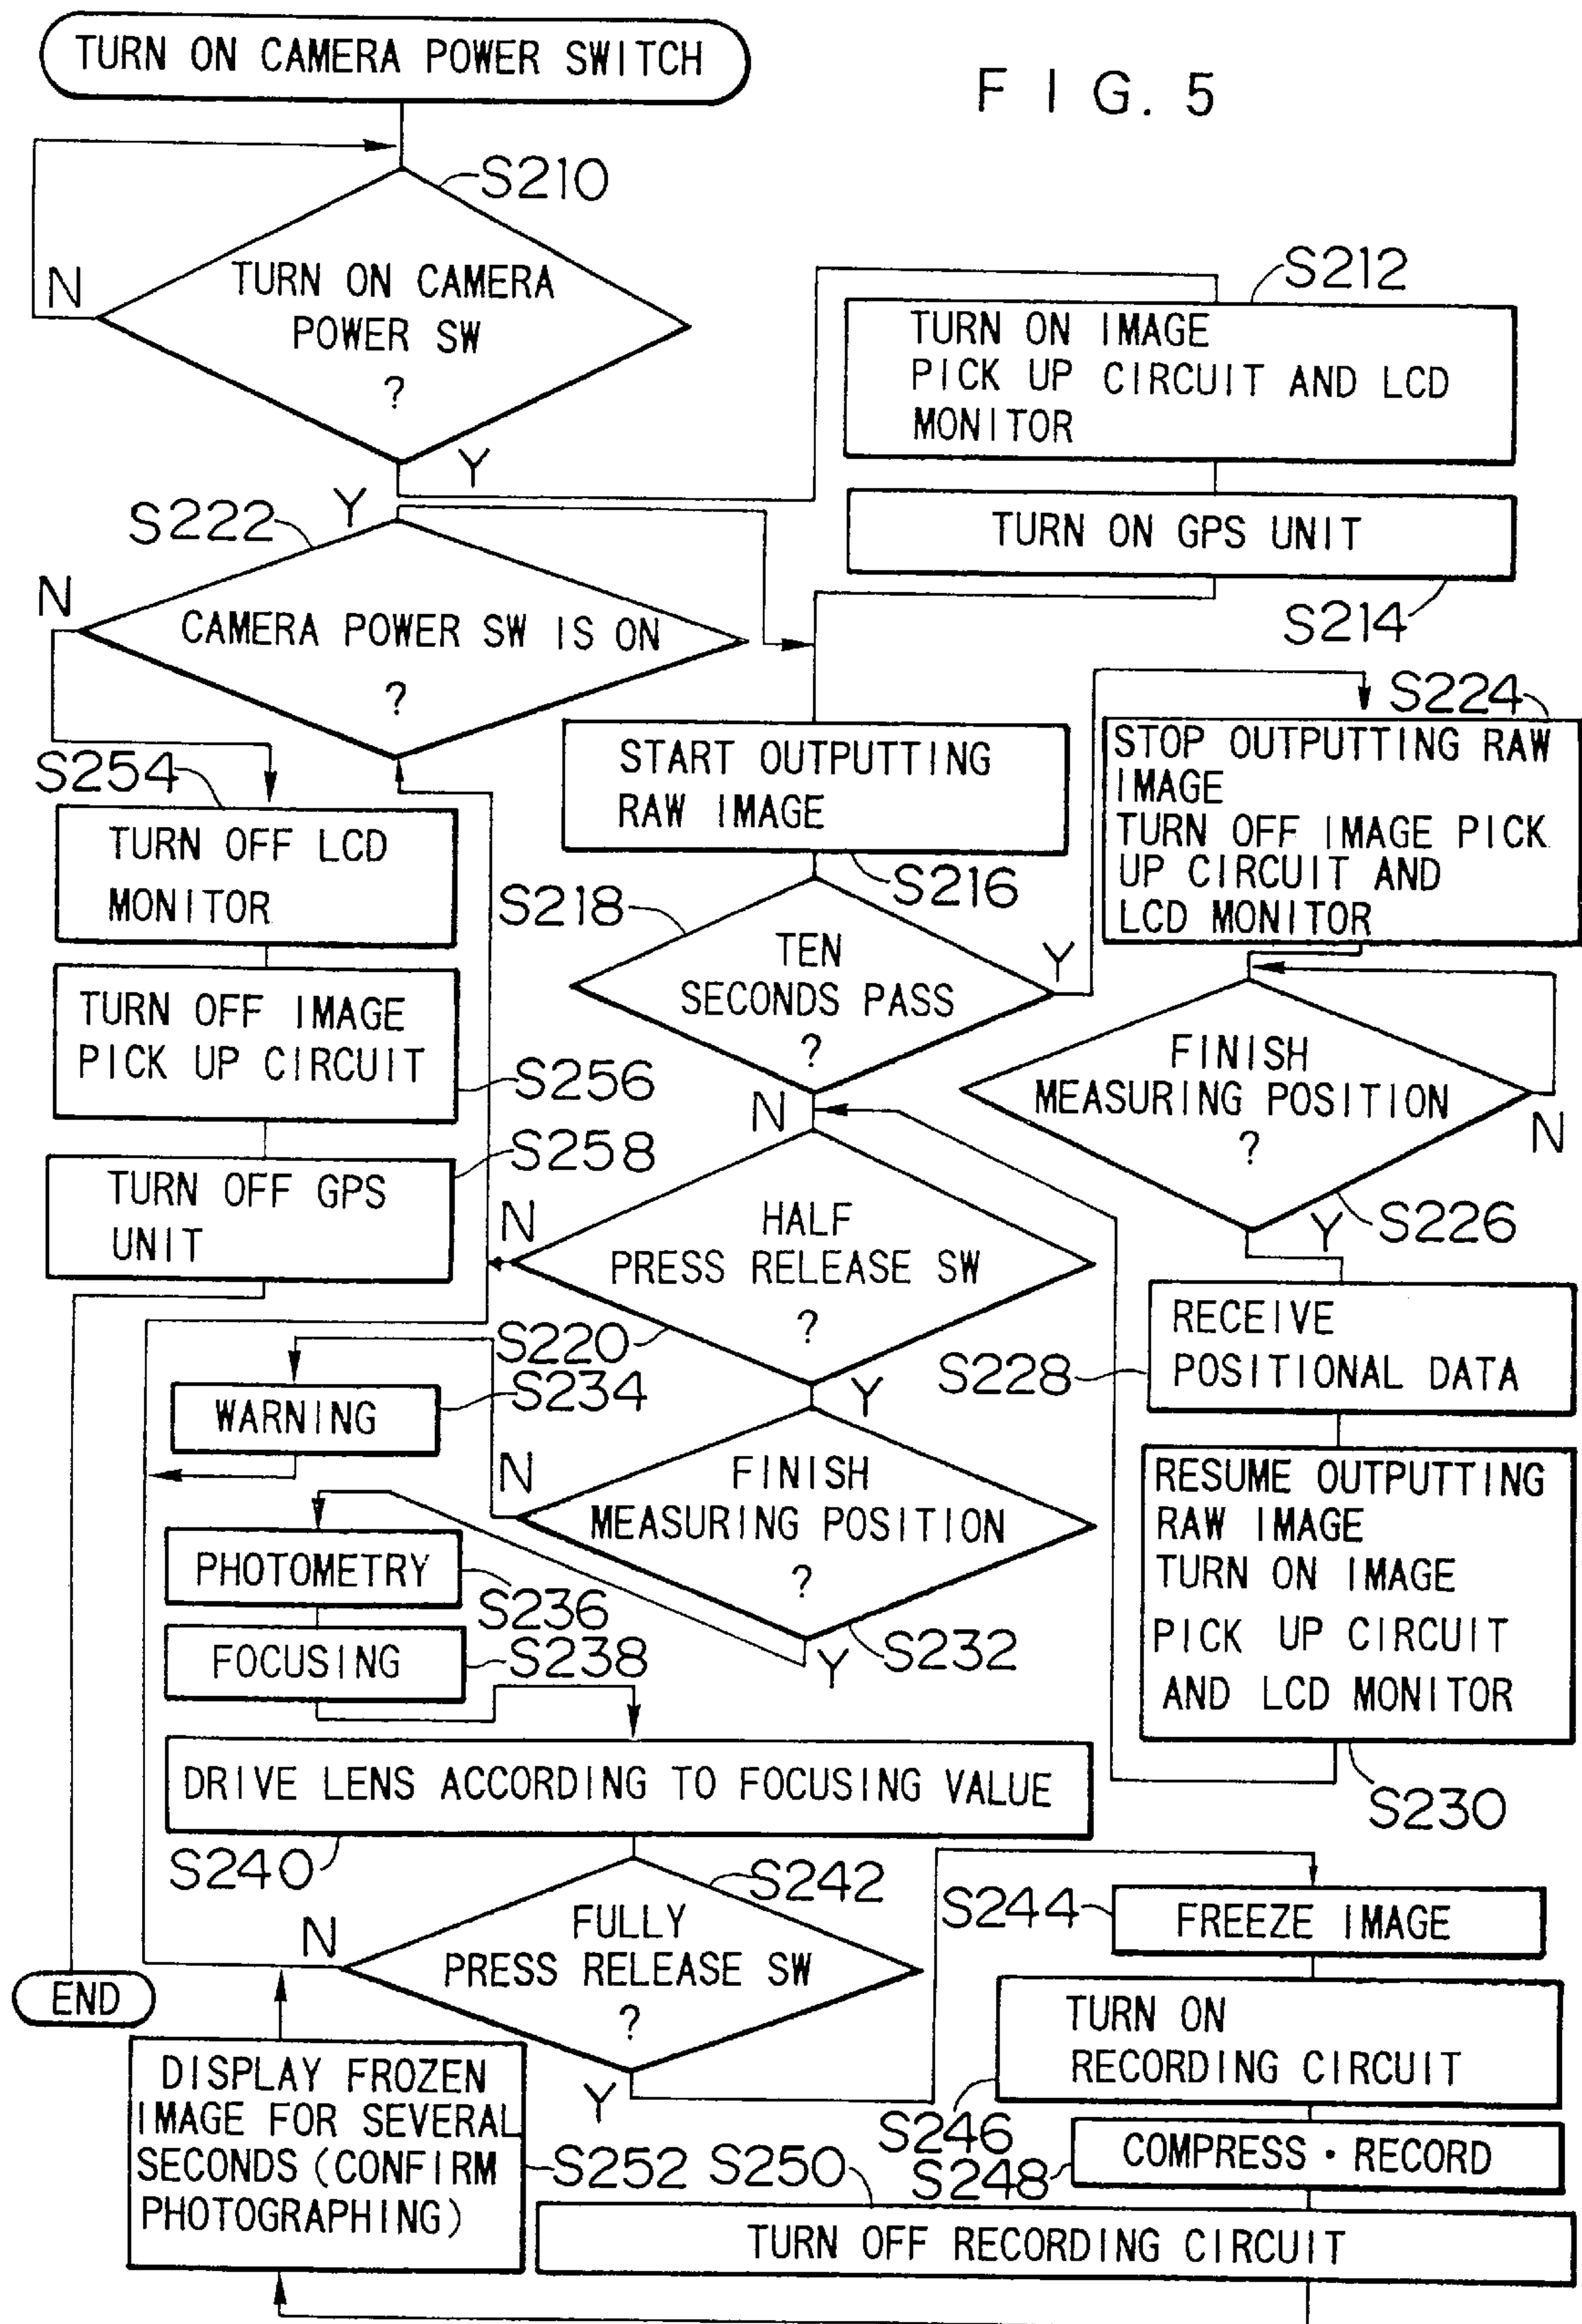 TURN ON CAMERA POWER SWITCH
FIG. 5
S210
TURN ON CAMERA
POWER SW
?
N
Y
S212
TURN ON IMAGE
PICK UP CIRCUIT AND LCD
MONITOR
TURN ON GPS UNIT
S214
S222
Y
N
CAMERA POWER SW IS ON
?
START OUTPUTTING
RAW IMAGE
S216
S224
STOP OUTPUTTING RAW
IMAGE
TURN OFF IMAGE PICK
UP CIRCUIT AND
LCD MONITOR
S254
TURN OFF LCD
MONITOR
S218
TEN
SECONDS PASS
?
Y
N
TURN OFF IMAGE
PICK UP CIRCUIT
S256
FINISH
MEASURING POSITION
?
N
Y
S226
S258
TURN OFF GPS
UNIT
N
HALF
PRESS RELEASE SW
?
S220
Y
S228
RECEIVE
POSITIONAL DATA
S234
WARNING
N
FINISH
MEASURING POSITION
?
Y
S232
RESUME OUTPUTTING
RAW IMAGE
TURN ON IMAGE
PICK UP CIRCUIT
AND LCD MONITOR
S230
PHOTOMETRY
S236
FOCUSING
S238
DRIVE LENS ACCORDING TO FOCUSING VALUE
S240
S242
N
FULLY
PRESS RELEASE SW
?
Y
S244
FREEZE IMAGE
END
TURN ON
RECORDING CIRCUIT
S246
DISPLAY FROZEN
IMAGE FOR SEVERAL
SECONDS (CONFIRM
PHOTOGRAPHING)
S252
S248
COMPRESS・RECORD
S250
TURN OFF RECORDING CIRCUIT